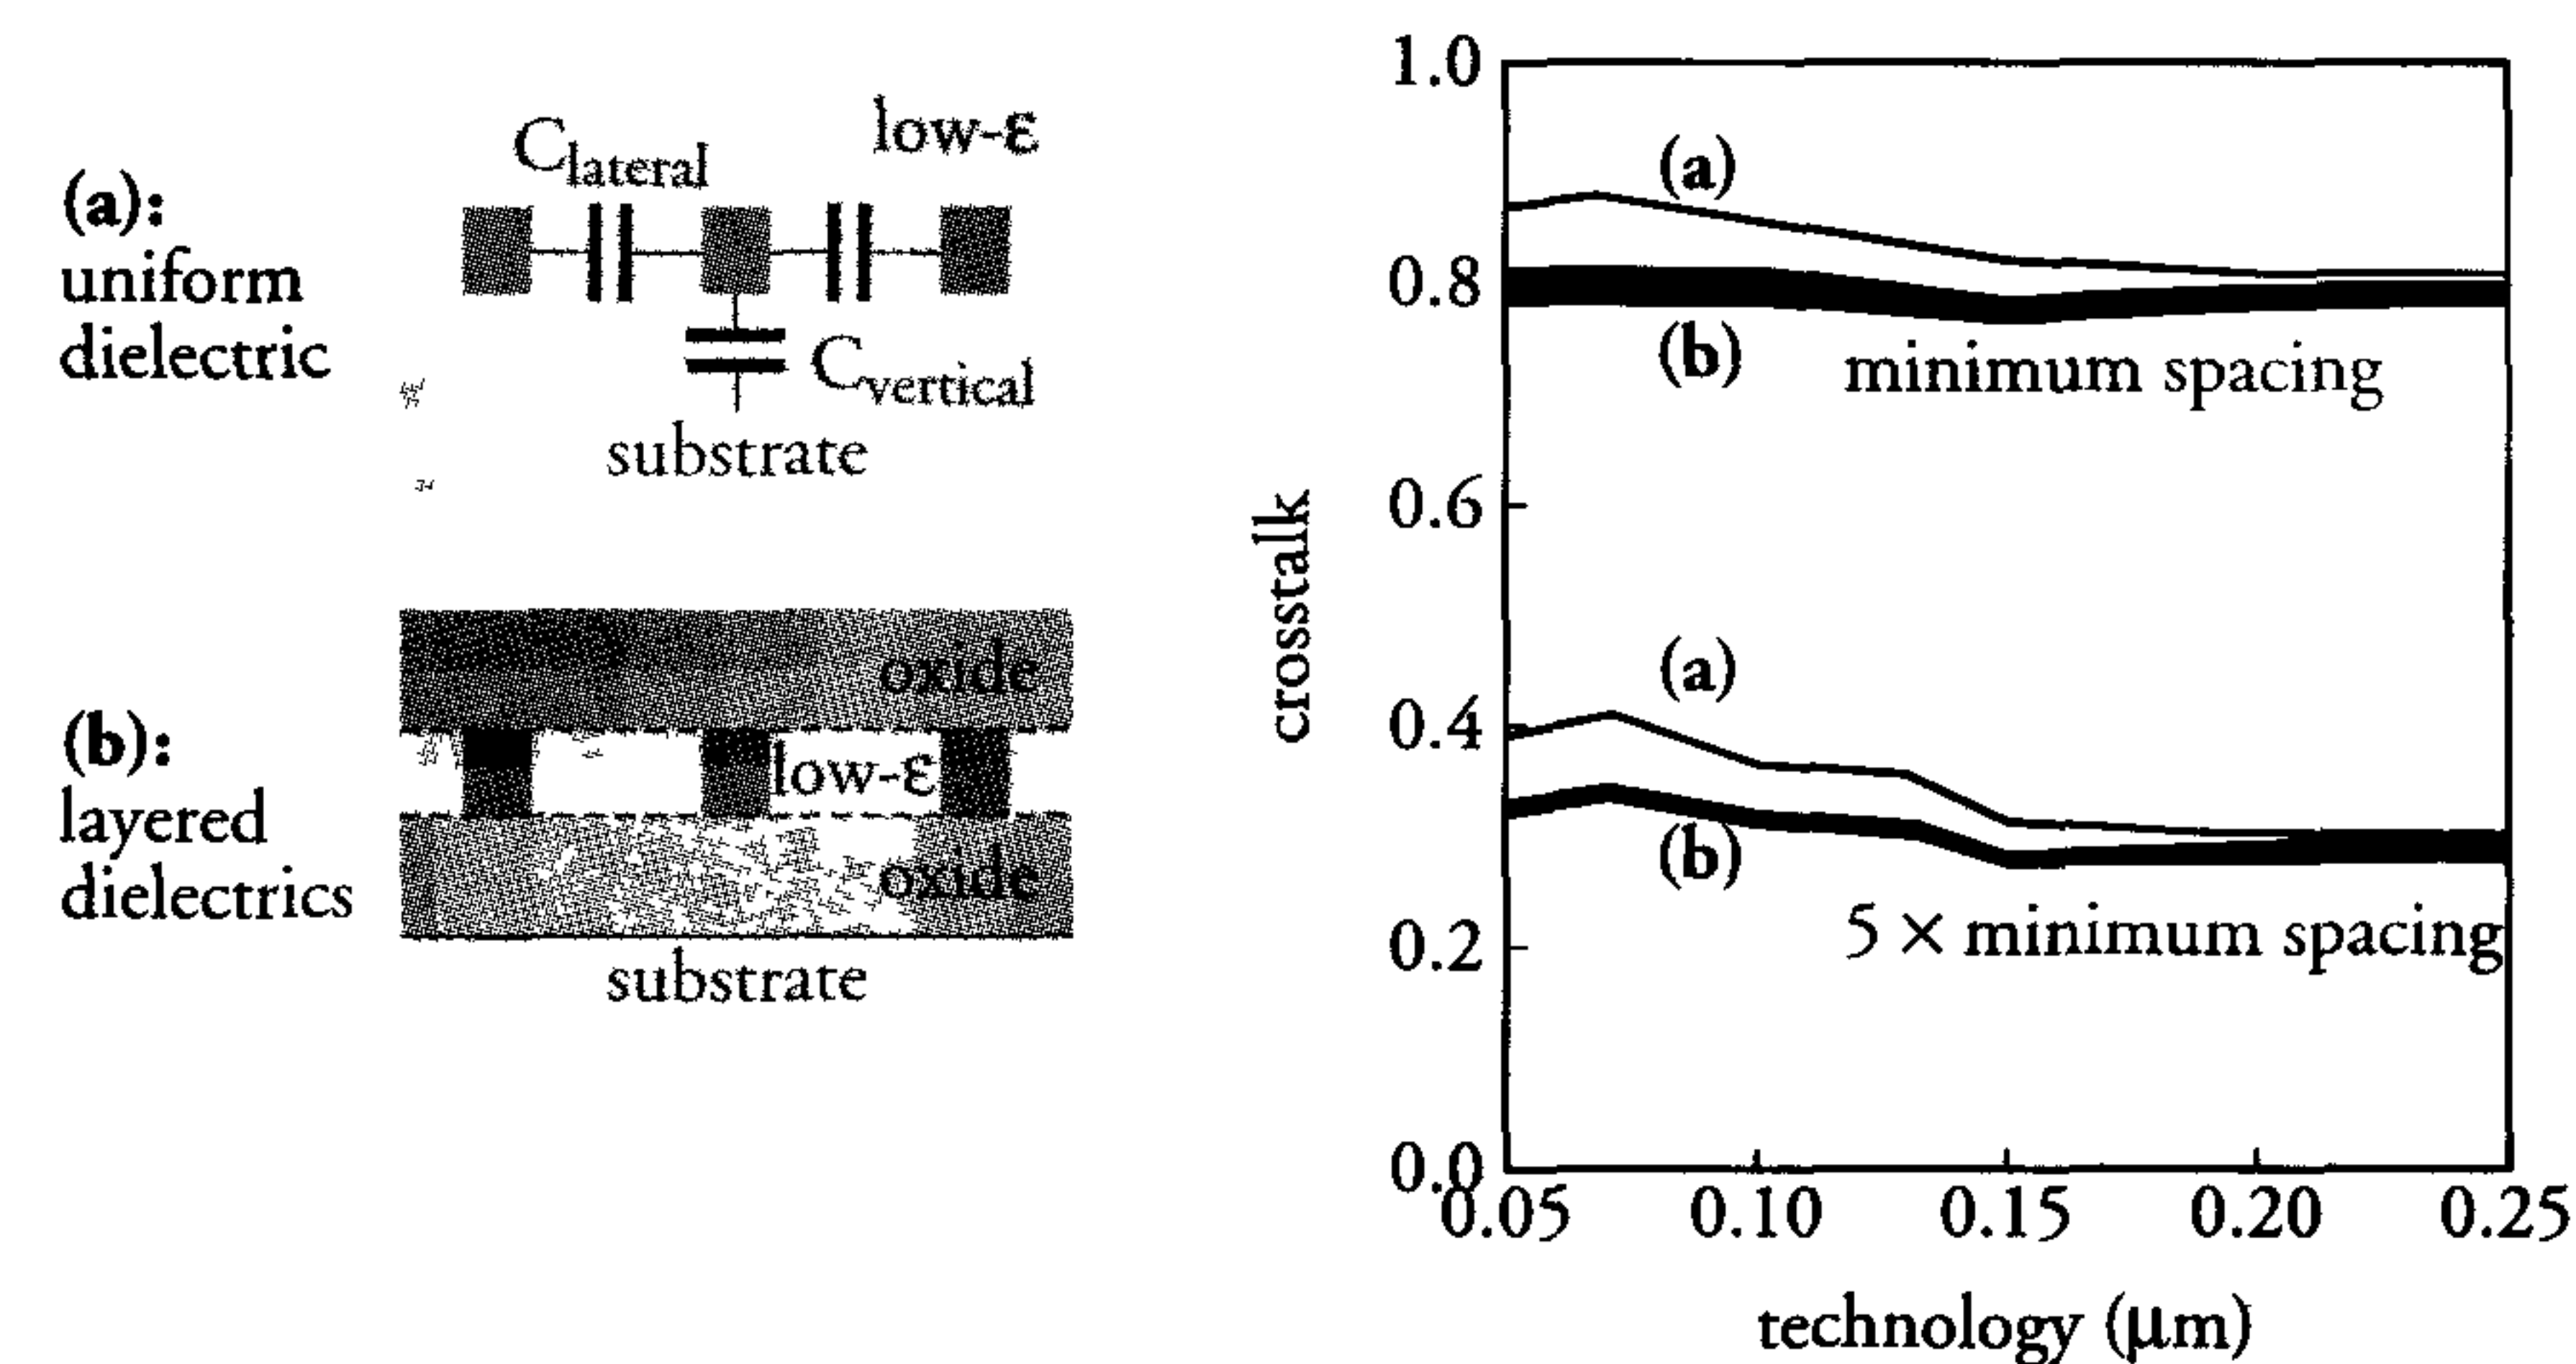 (a):
uniform
dielectric
C_lateral
low-ε
C_vertical
substrate
(b):
layered
dielectrics
oxide
low-ε
oxide
substrate
crosstalk
1.0
0.8
0.6
0.4
0.2
0.0
(a)
(b)
minimum spacing
(a)
(b)
5 × minimum spacing
0.05 0.10 0.15 0.20 0.25
technology (μm)